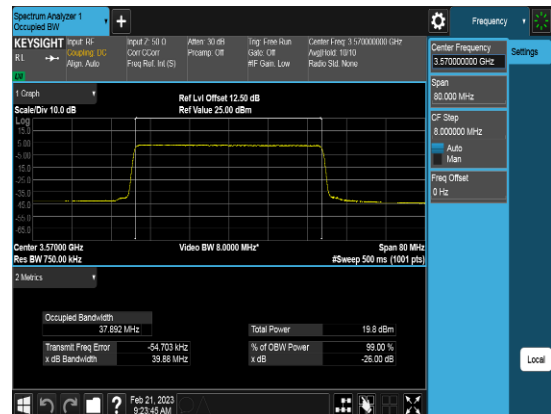 Spectrum Analyzer 1
Occupied BW
Frequency
KEYSIGHT
Input: RF
Input Z: 50 Ω
Atten: 30 dB
Trig: Free Run
Center Freq: 3.570000000 GHz
RL
Coupling: DC
Corr CCorr
Preamp: Off
Gate: Off
Avg|Hold: 10/10
Align: Auto
Freq Ref: Int (S)
#IF Gain: Low
Radio Std: None
Center Frequency
3.570000000 GHz
Settings
Span
80.000 MHz
CF Step
8.000000 MHz
Auto
Man
Freq Offset
0 Hz
Local
1 Graph
Ref Lvl Offset 12.50 dB
Scale/Div 10.0 dB
Ref Value 25.00 dBm
Log
15.0
5.00
-5.00
-15.0
-25.0
-35.0
-45.0
-55.0
-65.0
Center 3.57000 GHz
Video BW 8.0000 MHz*
Span 80 MHz
Res BW 750.00 kHz
#Sweep 500 ms (1001 pts)
2 Metrics
Occupied Bandwidth
37.892 MHz
Total Power
19.8 dBm
Transmit Freq Error
-54.703 kHz
% of OBW Power
99.00 %
x dB Bandwidth
39.88 MHz
x dB
-26.00 dB
?
Feb 21, 2023
9:23:45 AM